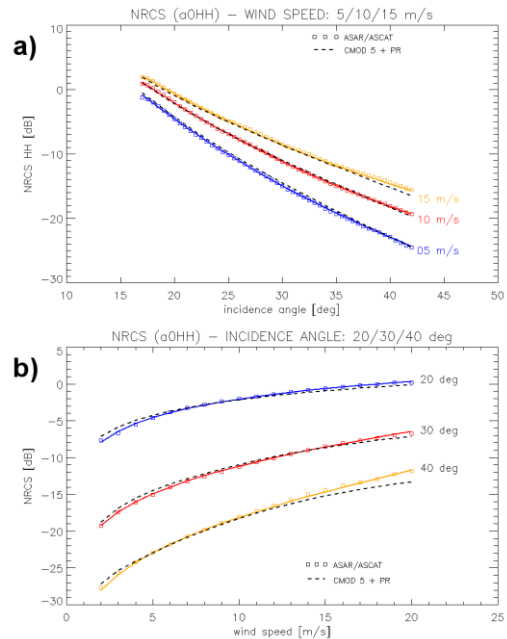 a)
NRCS (a0HH) – WIND SPEED: 5/10/15 m/s
ASAR/ASCAT
CMOD 5 + PR
0
-10
-20
-30
NRCS HH [dB]
15 m/s
10 m/s
05 m/s
10 15 20 25 30 35 40 45 50
incidence angle [deg]
b)
NRCS (a0HH) – INCIDENCE ANGLE: 20/30/40 deg
5
0
-5
-10
-15
-20
-25
-30
NRCS [dB]
20 deg
30 deg
40 deg
ASAR/ASCAT
CMOD 5 + PR
0 5 10 15 20 25
wind speed [m/s]